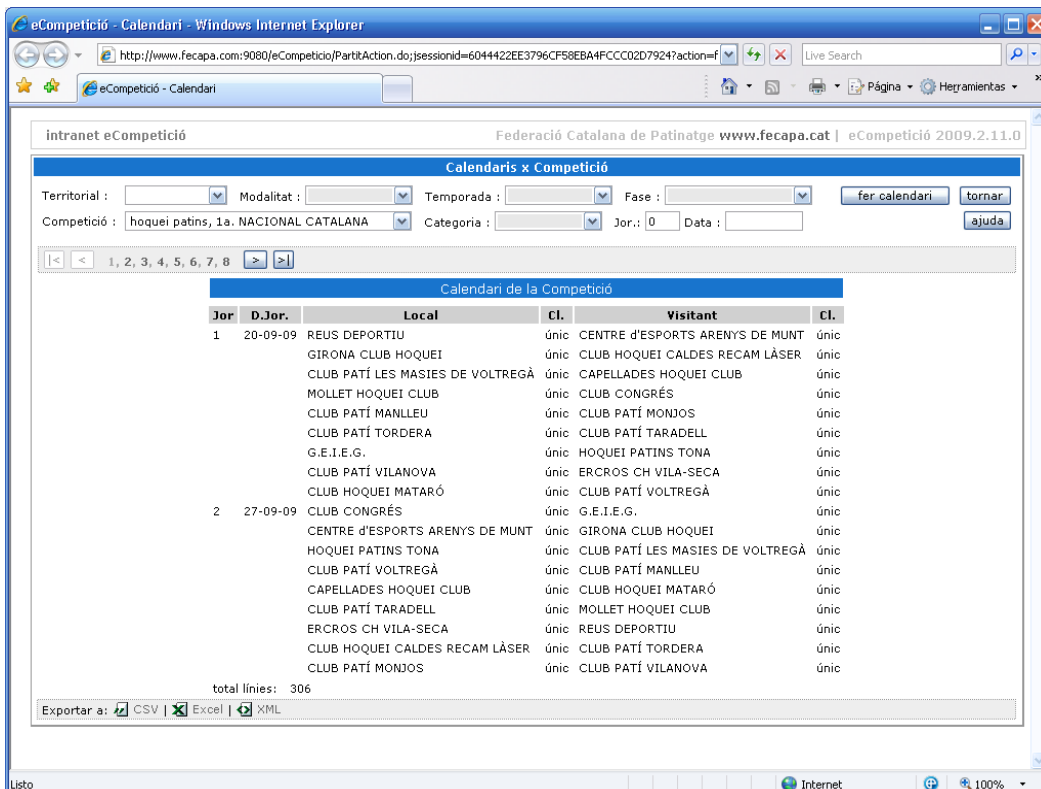 eCompetició - Calendari - Windows Internet Explorer
http://www.fecapa.com:9080/eCompeticio/PartitAction.do;jsessionid=6044422EE3796CF58EBA4FCCC02D7924?action=f Live Search
eCompetició - Calendari Página Herramientas
intranet eCompetició Federació Catalana de Patinatge www.fecapa.cat | eCompetició 2009.2.11.0
Calendaris x Competició
Territorial : Modalitat : Temporada : Fase : fer calendari tornar
Competició : hoquei patins, 1a. NACIONAL CATALANA Categoria : Jor.: 0 Data : ajuda
|< < 1, 2, 3, 4, 5, 6, 7, 8 > >|
Calendari de la Competició
Jor D.Jor. Local Cl. Visitant Cl.
1 20-09-09 REUS DEPORTIU únic CENTRE d'ESPORTS ARENYS DE MUNT únic
GIRONA CLUB HOQUEI únic CLUB HOQUEI CALDES RECAM LÀSER únic
CLUB PATÍ LES MASIES DE VOLTREGÀ únic CAPELLADES HOQUEI CLUB únic
MOLLET HOQUEI CLUB únic CLUB CONGRÉS únic
CLUB PATÍ MANLLEU únic CLUB PATÍ MONJOS únic
CLUB PATÍ TORDERA únic CLUB PATÍ TARADELL únic
G.E.I.E.G. únic HOQUEI PATINS TONA únic
CLUB PATÍ VILANOVA únic ERCROS CH VILA-SECA únic
CLUB HOQUEI MATARÓ únic CLUB PATÍ VOLTREGÀ únic
2 27-09-09 CLUB CONGRÉS únic G.E.I.E.G. únic
CENTRE d'ESPORTS ARENYS DE MUNT únic GIRONA CLUB HOQUEI únic
HOQUEI PATINS TONA únic CLUB PATÍ LES MASIES DE VOLTREGÀ únic
CLUB PATÍ VOLTREGÀ únic CLUB PATÍ MANLLEU únic
CAPELLADES HOQUEI CLUB únic CLUB HOQUEI MATARÓ únic
CLUB PATÍ TARADELL únic MOLLET HOQUEI CLUB únic
ERCROS CH VILA-SECA únic REUS DEPORTIU únic
CLUB HOQUEI CALDES RECAM LÀSER únic CLUB PATÍ TORDERA únic
CLUB PATÍ MONJOS únic CLUB PATÍ VILANOVA únic
total línies: 306
Exportar a: CSV | Excel | XML
Listo Internet 100%